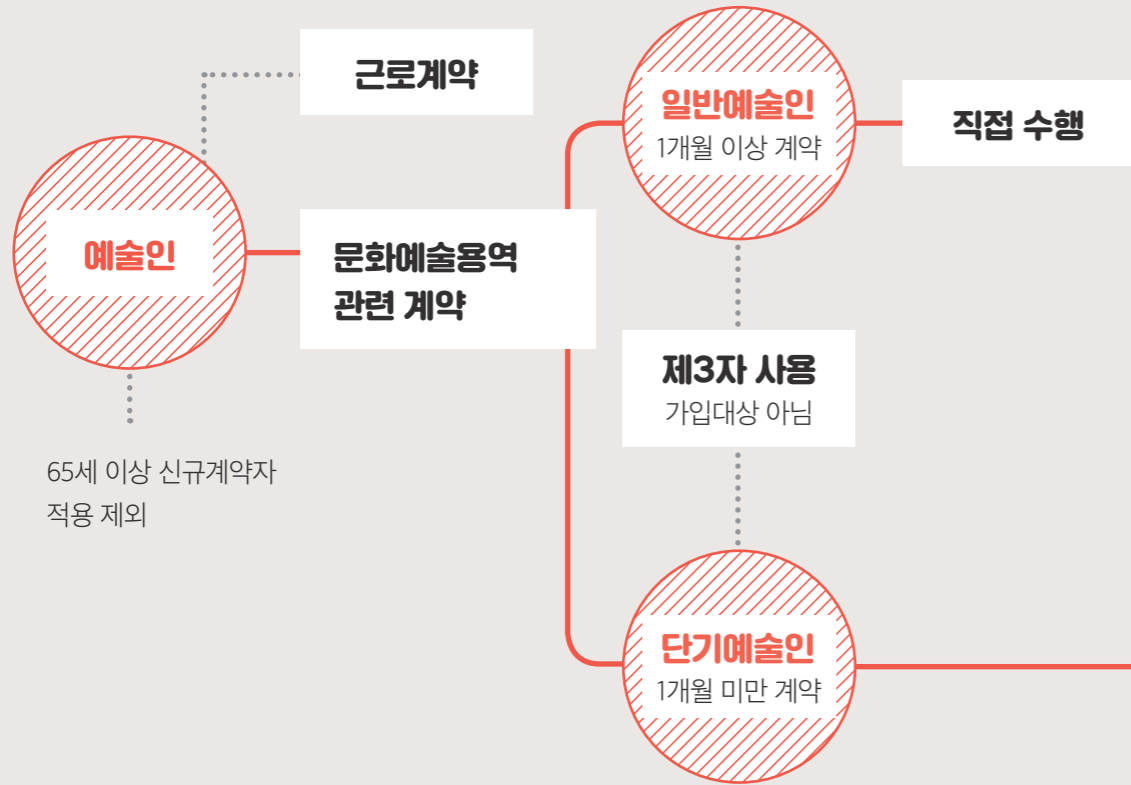 근로계약
예술인
65세 이상 신규계약자
적용 제외
문화예술용역
관련 계약
일반예술인
1개월 이상 계약
직접 수행
제3자 사용
가입대상 아님
단기예술인
1개월 미만 계약